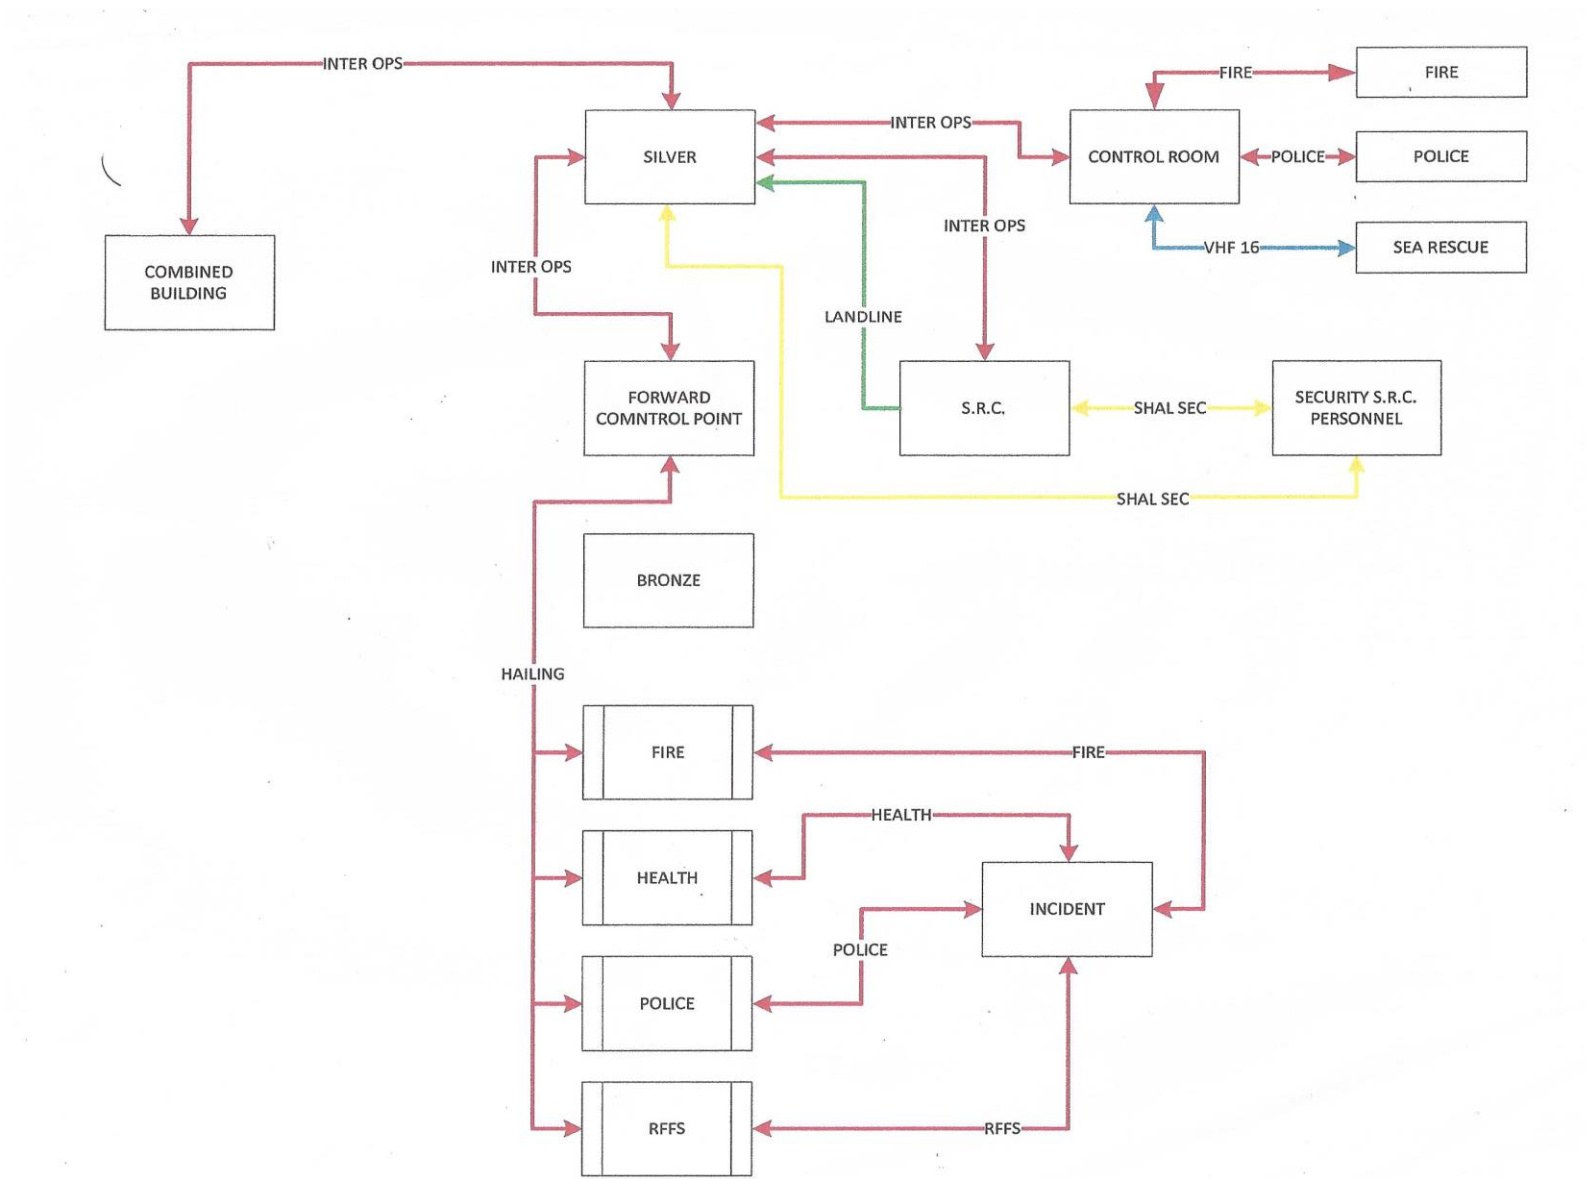 INTER OPS
FIRE
FIRE
INTER OPS
SILVER
CONTROL ROOM
POLICE
POLICE
INTER OPS
VHF 16
SEA RESCUE
COMBINED
BUILDING
INTER OPS
LANDLINE
FORWARD
COMNTROL POINT
S.R.C.
SHAL SEC
SECURITY S.R.C.
PERSONNEL
SHAL SEC
BRONZE
HAILING
FIRE
FIRE
HEALTH
HEALTH
INCIDENT
POLICE
POLICE
RFFS
RFFS